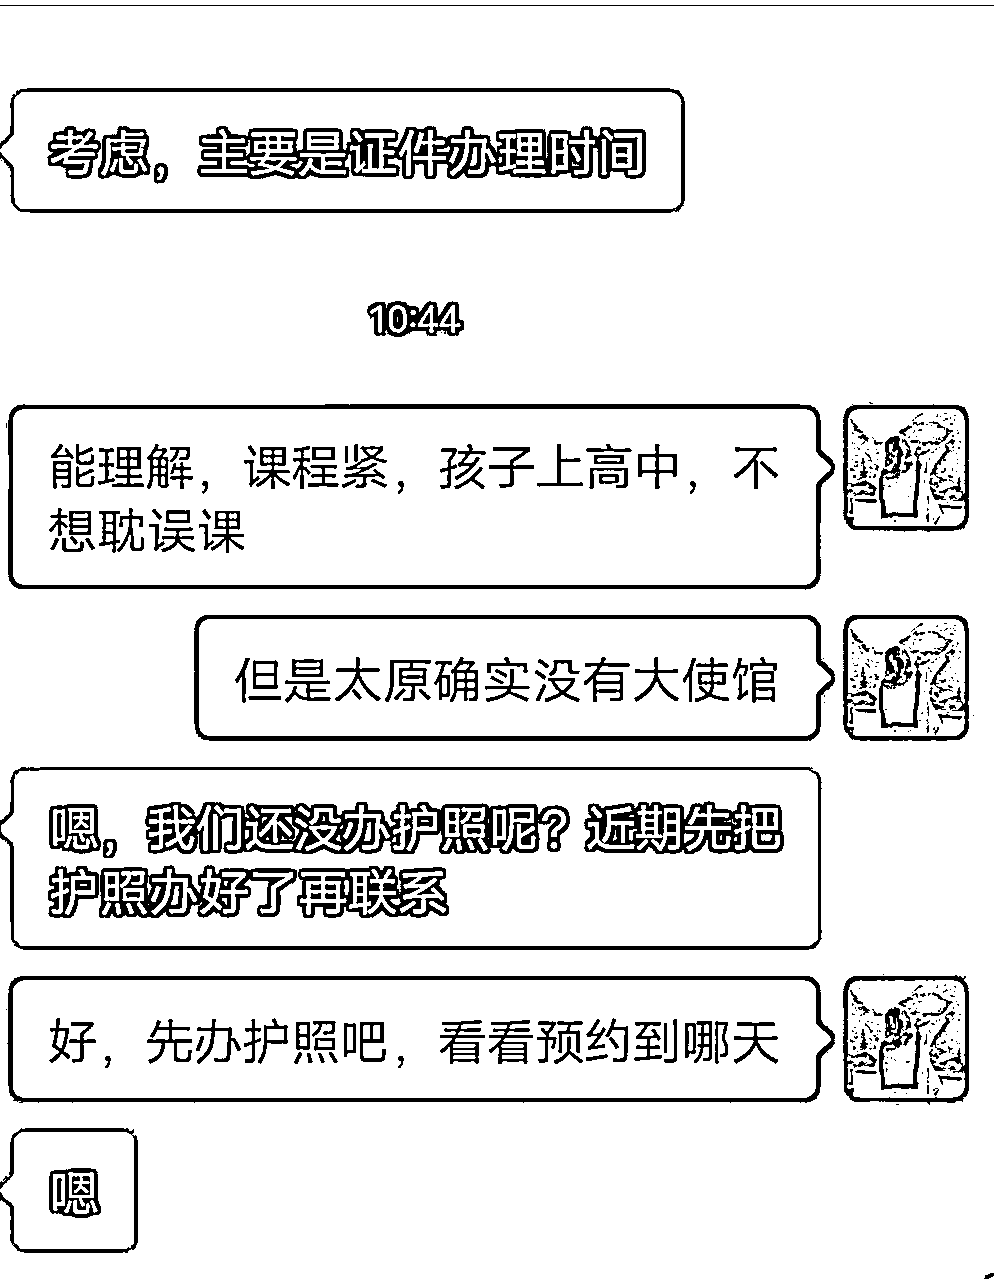 考虑，主要是证件办理时间
10:44
能理解，课程紧，孩子上高中，不
想耽误课
但是太原确实没有大使馆
嗯，我们还没办护照呢？近期先把
护照办好了再联系
好，先办护照吧，看看预约到哪天
嗯